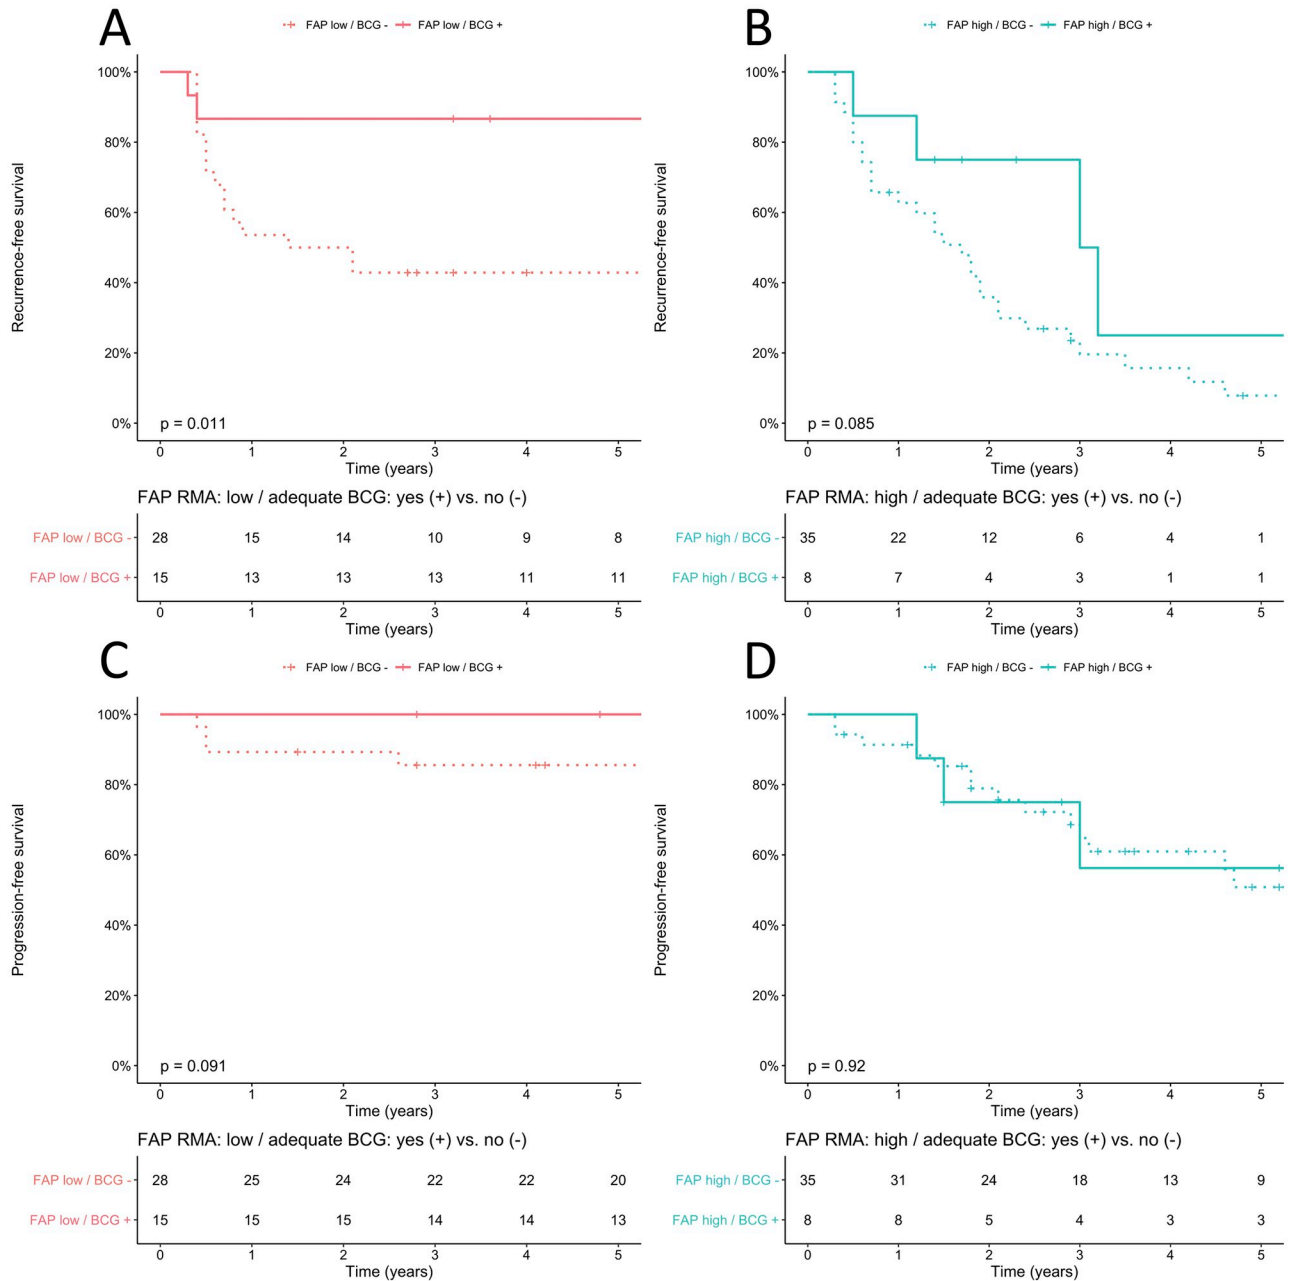 A
FAP low / BCG - FAP low / BCG +
Recurrence-free survival
100%
80%
60%
40%
20%
0%
p = 0.011
0 1 2 3 4 5
Time (years)
FAP RMA: low / adequate BCG: yes (+) vs. no (-)
FAP low / BCG - 28 15 14 10 9 8
FAP low / BCG + 15 13 13 13 11 11
0 1 2 3 4 5
Time (years)
B
FAP high / BCG - FAP high / BCG +
Recurrence-free survival
100%
80%
60%
40%
20%
0%
p = 0.085
0 1 2 3 4 5
Time (years)
FAP RMA: high / adequate BCG: yes (+) vs. no (-)
FAP high / BCG - 35 22 12 6 4 1
FAP high / BCG + 8 7 4 3 1 1
0 1 2 3 4 5
Time (years)
C
FAP low / BCG - FAP low / BCG +
Progression-free survival
100%
80%
60%
40%
20%
0%
p = 0.091
0 1 2 3 4 5
Time (years)
FAP RMA: low / adequate BCG: yes (+) vs. no (-)
FAP low / BCG - 28 25 24 22 22 20
FAP low / BCG + 15 15 15 14 14 13
0 1 2 3 4 5
Time (years)
D
FAP high / BCG - FAP high / BCG +
Progression-free survival
100%
80%
60%
40%
20%
0%
p = 0.92
0 1 2 3 4 5
Time (years)
FAP RMA: high / adequate BCG: yes (+) vs. no (-)
FAP high / BCG - 35 31 24 18 13 9
FAP high / BCG + 8 8 5 4 3 3
0 1 2 3 4 5
Time (years)